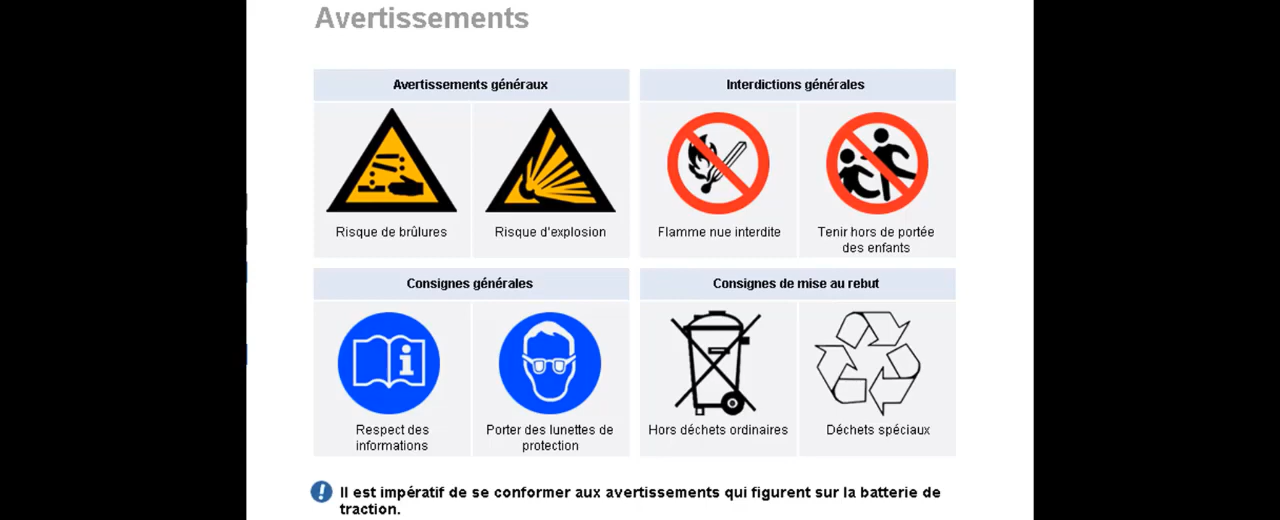 Avertissements
Avertissements généraux
Interdictions générales
Risque de brûlures
Risque d'explosion
Flamme nue interdite
Tenir hors de portée
des enfants
Consignes générales
Consignes de mise au rebut
Respect des
informations
Porter des lunettes de
protection
Hors déchets ordinaires
Déchets spéciaux
Il est impératif de se conformer aux avertissements qui figurent sur la batterie de
traction.